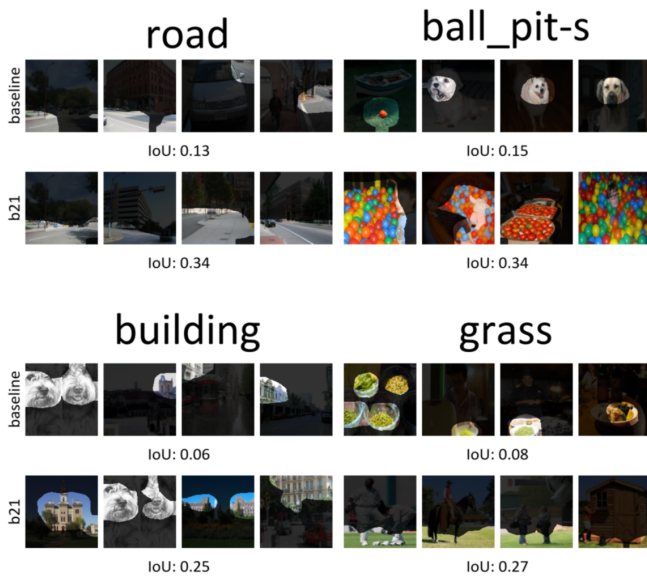 road
ball_pit-s
baseline
IoU: 0.13
IoU: 0.15
b21
IoU: 0.34
IoU: 0.34
building
grass
baseline
IoU: 0.06
IoU: 0.08
b21
IoU: 0.25
IoU: 0.27